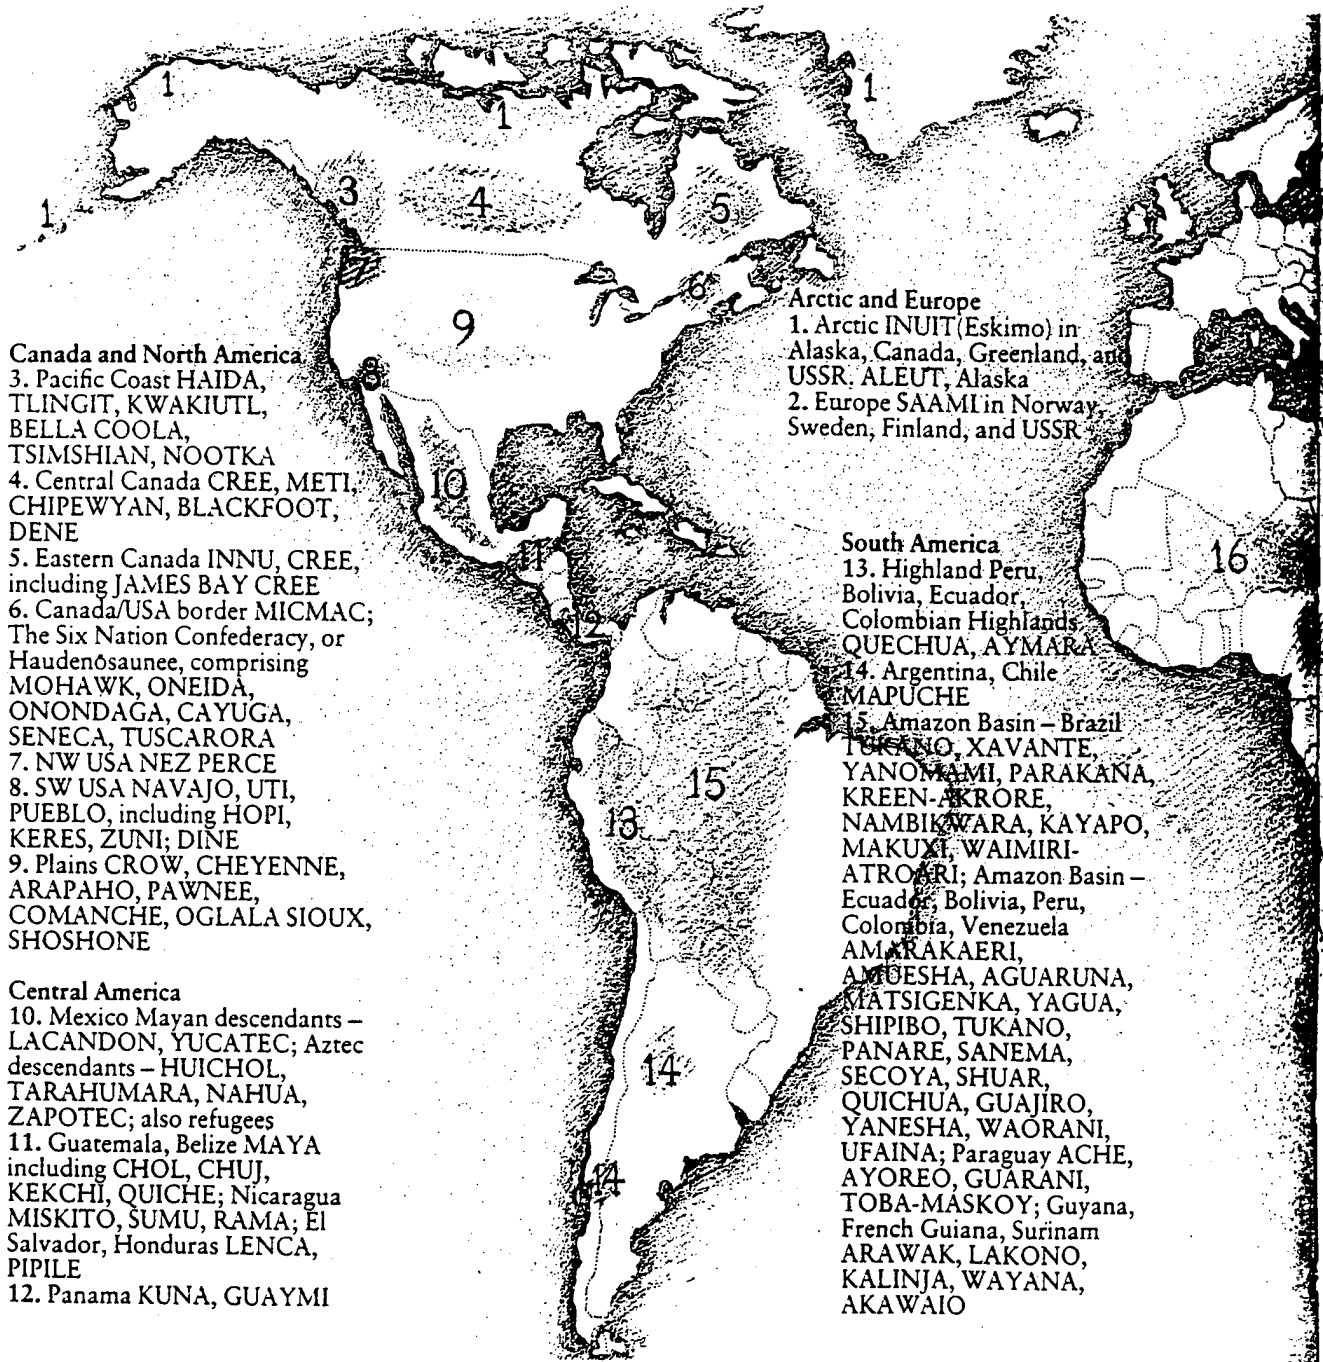 1
1
1
1
3
4
5
6
7
9
8
10
11
12
13
15
14
14
16
Canada and North America
3. Pacific Coast HAIDA,
TLINGIT, KWAKIUTL,
BELLA COOLA,
TSIMSHIAN, NOOTKA
4. Central Canada CREE, METI,
CHIPEWYAN, BLACKFOOT,
DENE
5. Eastern Canada INNU, CREE,
including JAMES BAY CREE
6. Canada/USA border MICMAC;
The Six Nation Confederacy, or
Haudenosaunee, comprising
MOHAWK, ONEIDA,
ONONDAGA, CAYUGA,
SENECA, TUSCARORA
7. NW USA NEZ PERCE
8. SW USA NAVAJO, UTI,
PUEBLO, including HOPI,
KERES, ZUNI; DINE
9. Plains CROW, CHEYENNE,
ARAPAHO, PAWNEE,
COMANCHE, OGLALA SIOUX,
SHOSHONE
Central America
10. Mexico Mayan descendants –
LACANDON, YUCATEC; Aztec
descendants – HUICHOL,
TARAHUMARA, NAHUA,
ZAPOTEC; also refugees
11. Guatemala, Belize MAYA
including CHOL, CHUJ,
KEKCHI, QUICHE; Nicaragua
MISKITO, SUMU, RAMA; El
Salvador, Honduras LENCA,
PIPILE
12. Panama KUNA, GUAYMI
Arctic and Europe
1. Arctic INUIT (Eskimo) in
Alaska, Canada, Greenland, and
USSR. ALEUT, Alaska
2. Europe SAAMI in Norway,
Sweden, Finland, and USSR
South America
13. Highland Peru,
Bolivia, Ecuador,
Colombian Highlands
QUECHUA, AYMARA
14. Argentina, Chile
MAPUCHE
15. Amazon Basin – Brazil
TUKANO, XAVANTE,
YANOMAMI, PARAKANA,
KREEN-AKRORE,
NAMBIKWARA, KAYAPO,
MAKUXI, WAIMIRI-
ATROARI; Amazon Basin –
Ecuador, Bolivia, Peru,
Colombia, Venezuela
AMARAKAERI,
AMUESHA, AGUARUNA,
MATSIGENKA, YAGUA,
SHIPIBO, TUKANO,
PANARE, SANEMA,
SECOYA, SHUAR,
QUICHUA, GUAJIRO,
YANESHA, WAORANI,
UFAINA; Paraguay ACHE,
AYOREO, GUARANI,
TOBA-MASKOY; Guyana,
French Guiana, Surinam
ARAWAK, LAKONO,
KALINJA, WAYANA,
AKAWAIO